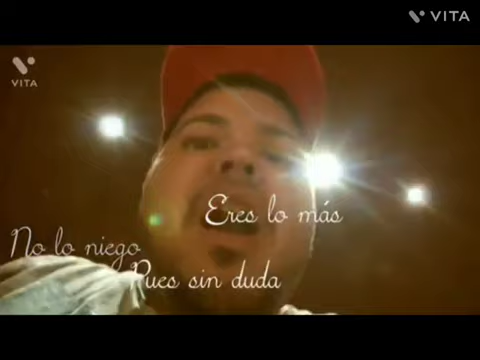 VITA
VITA
Eres lo más
No lo niego
Pues sin duda